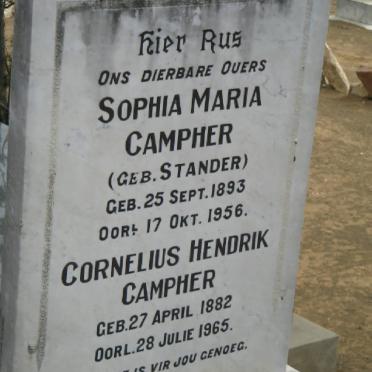 Hier Rus
ONS DIERBARE OUERS
SOPHIA MARIA
CAMPHER
(GEB. STANDER)
GEB. 25 SEPT. 1893
OORL 17 OKT. 1956.
CORNELIUS HENDRIK
CAMPHER
GEB. 27 APRIL 1882
OORL. 28 JULIE 1965.
IS VIR JOU GENOEG.